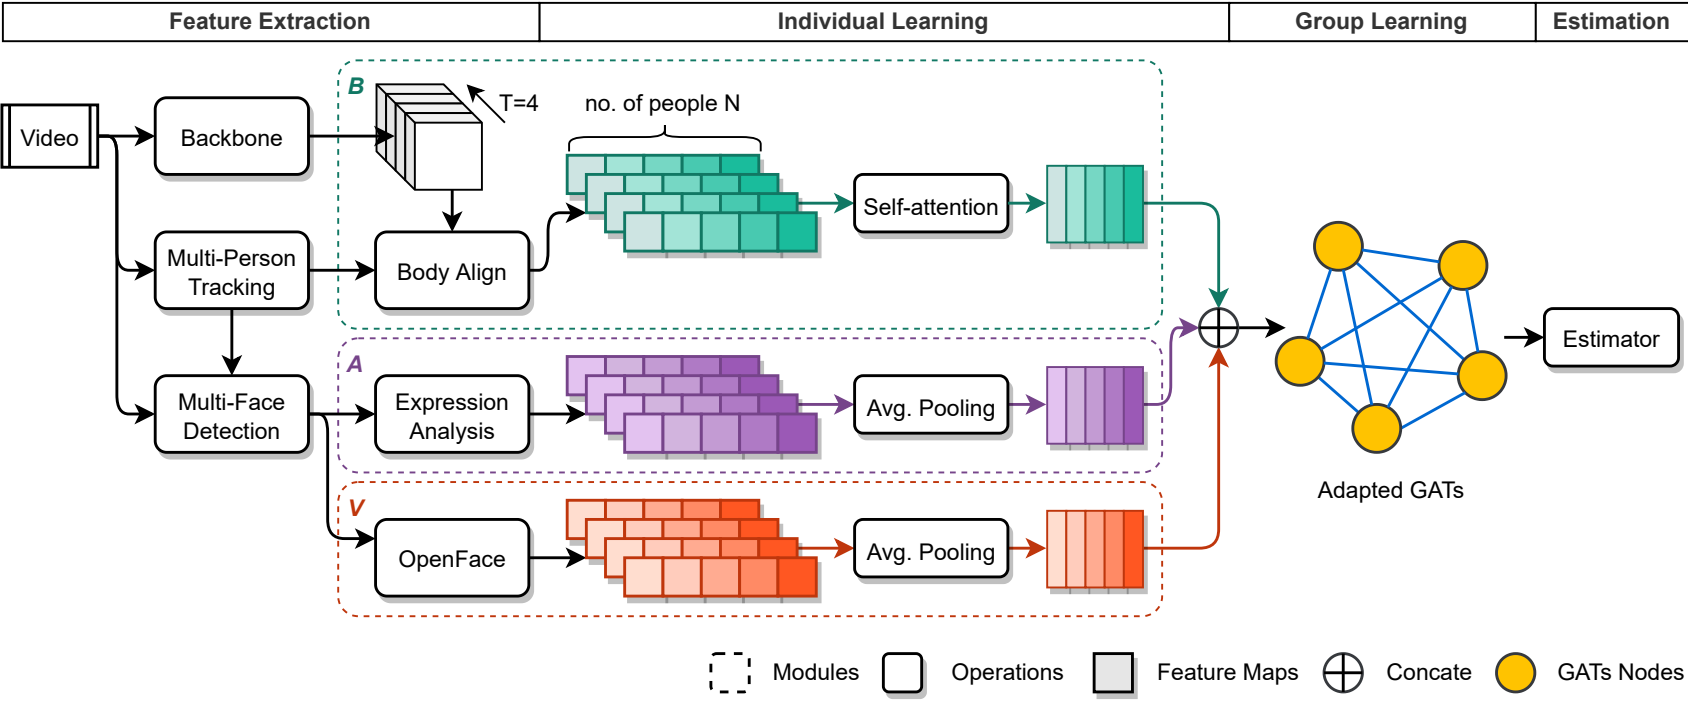 Feature Extraction
Individual Learning
Group Learning
Estimation
B
T=4
no. of people N
Video
Backbone
Self-attention
Multi-Person
Tracking
Body Align
Estimator
A
Multi-Face
Detection
Expression
Analysis
Avg. Pooling
Adapted GATs
V
OpenFace
Avg. Pooling
Modules
Operations
Feature Maps
Concate
GATs Nodes